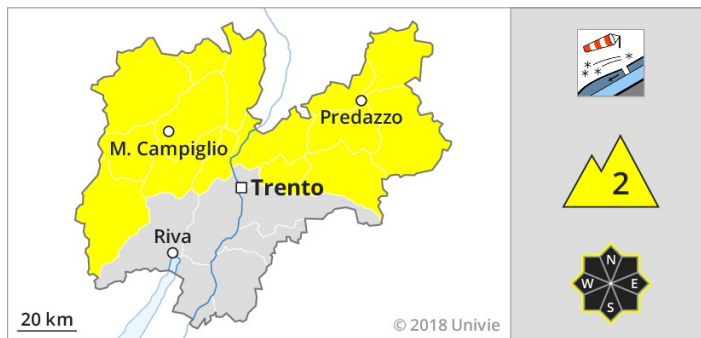 Predazzo
M. Campiglio
Trento
Riva
20 km
© 2018 Univie
2
N
W E
S